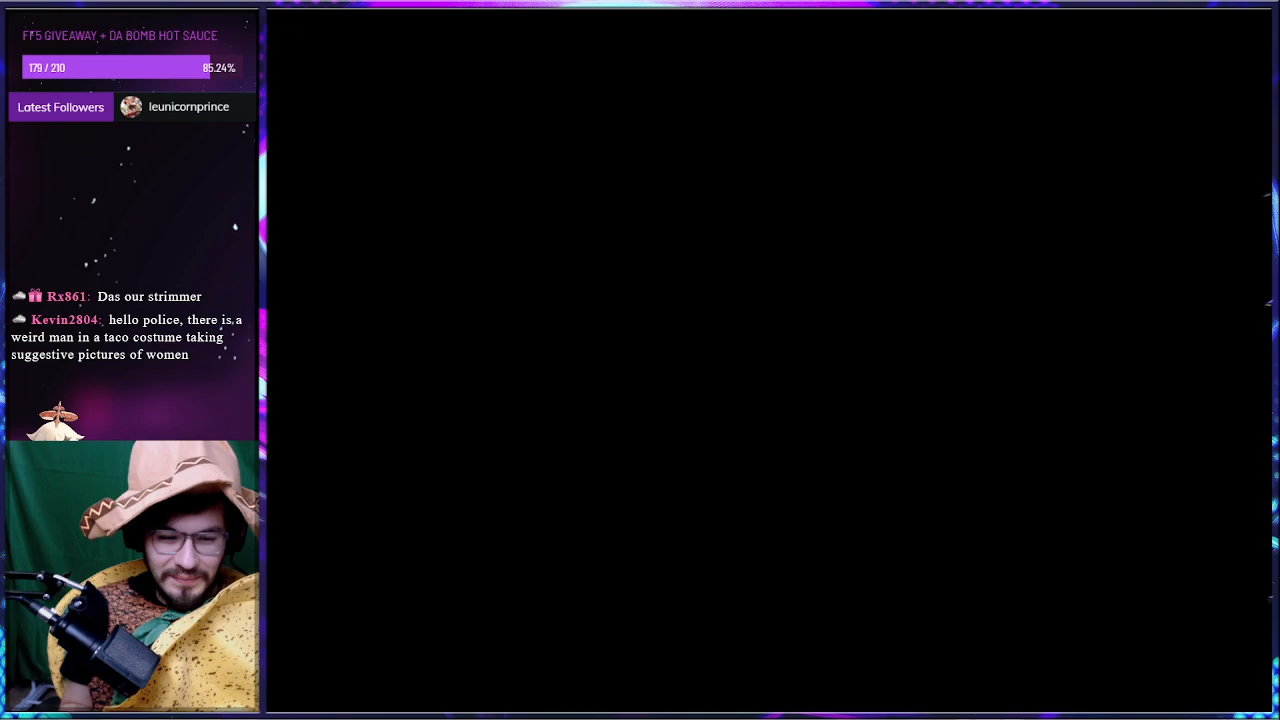 FF5 GIVEAWAY + DA BOMB HOT SAUCE
179 / 210 85.24%
Latest Followers leunicornprince
Rx861: Das our strimmer
Kevin2804: hello police, there is a
weird man in a taco costume taking
suggestive pictures of women